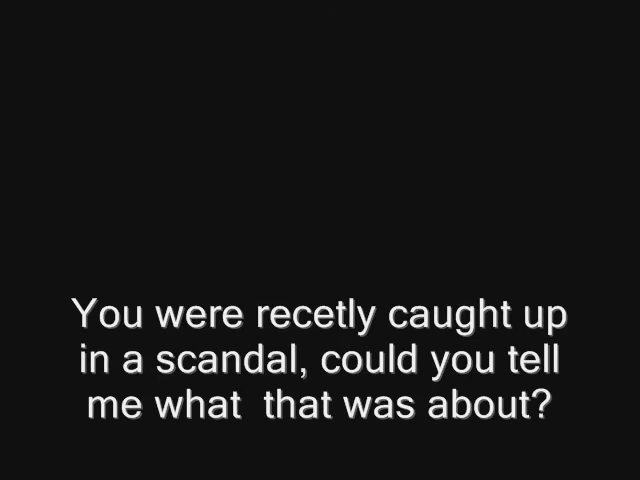 You were recetly caught up
in a scandal, could you tell
me what  that was about?